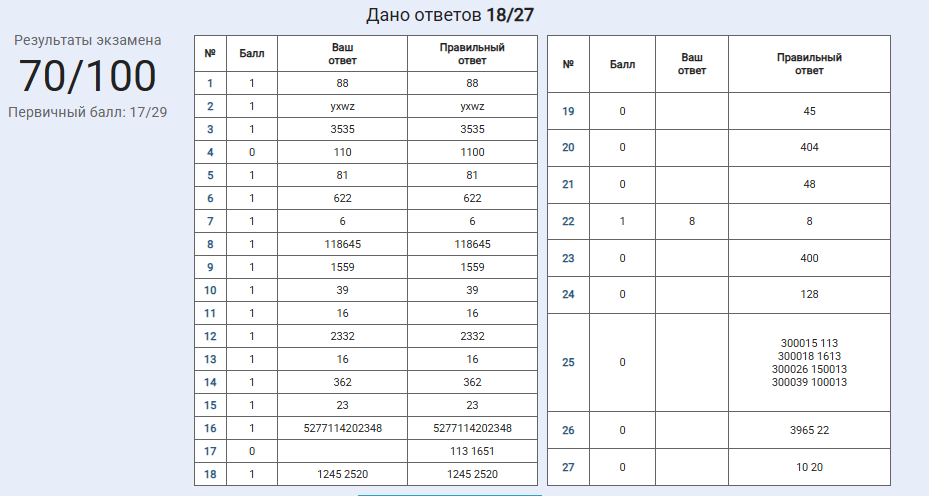 Дано ответов 18/27
Результаты экзамена
70/100
Первичный балл: 17/29
№ Балл Ваш ответ Правильный ответ
1 1 88 88
2 1 yxwz yxwz
3 1 3535 3535
4 0 110 1100
5 1 81 81
6 1 622 622
7 1 6 6
8 1 118645 118645
9 1 1559 1559
10 1 39 39
11 1 16 16
12 1 2332 2332
13 1 16 16
14 1 362 362
15 1 23 23
16 1 5277114202348 5277114202348
17 0 113 1651
18 1 1245 2520 1245 2520
№ Балл Ваш ответ Правильный ответ
19 0 45
20 0 404
21 0 48
22 1 8 8
23 0 400
24 0 128
25 0 300015 113
300018 1613
300026 150013
300039 100013
26 0 3965 22
27 0 10 20